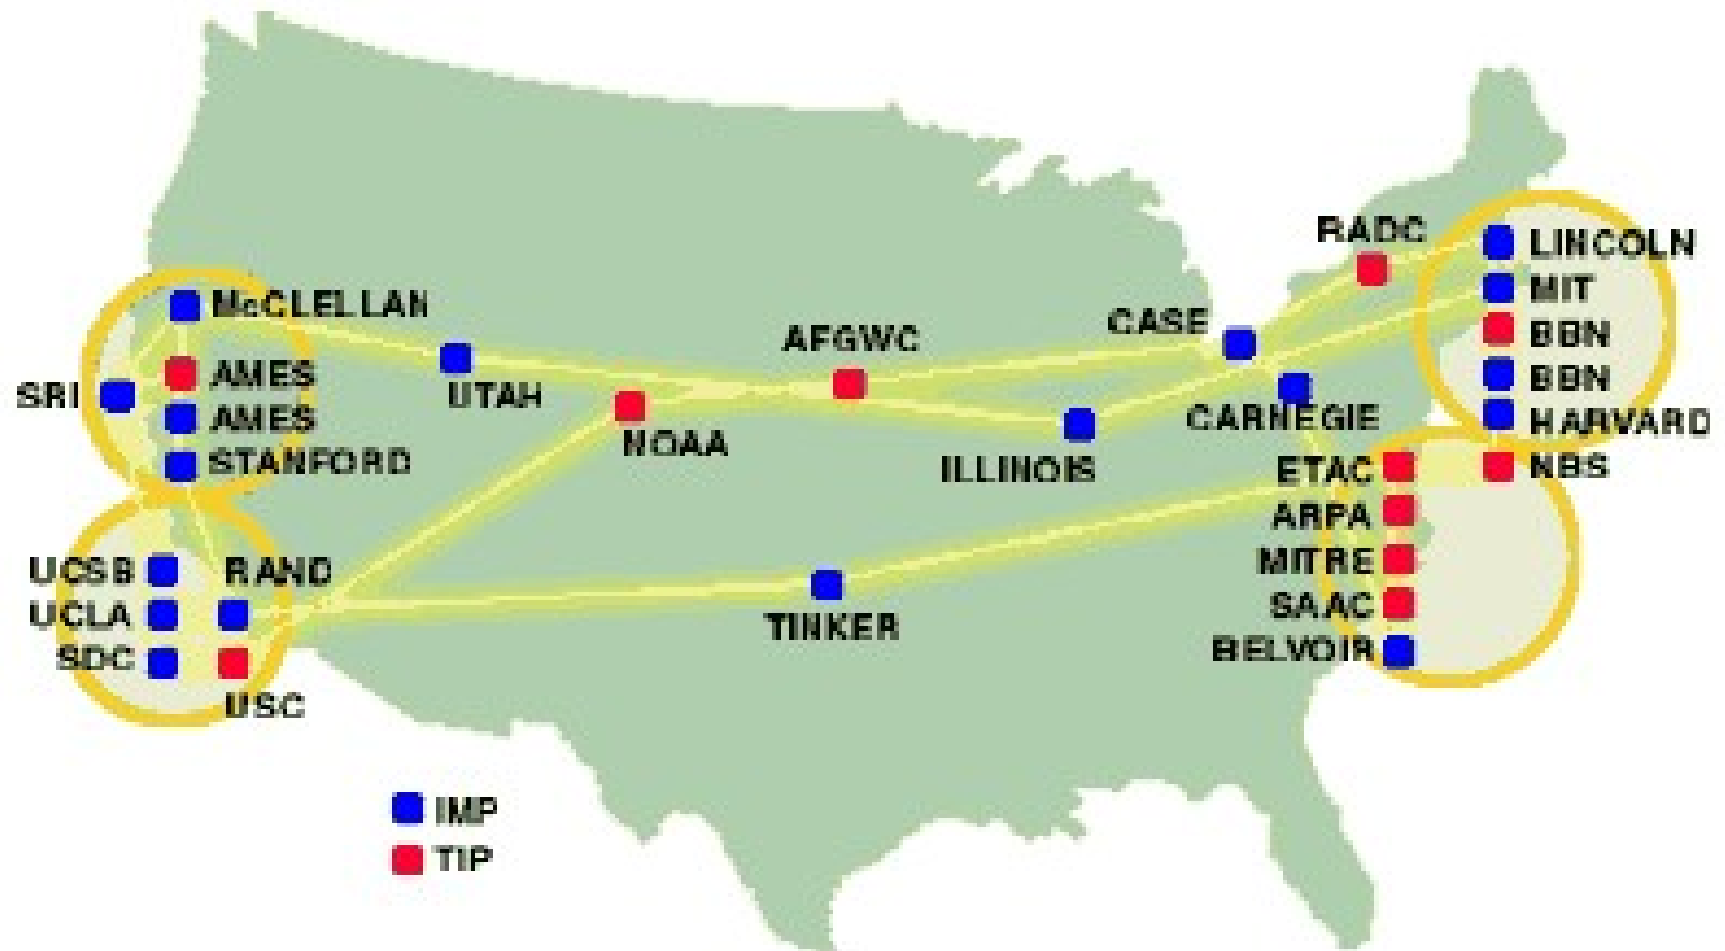 RADC
LINCOLN
MIT
McCLELLAN
CASE
AFGWC
BBN
AMES
BBN
SRI
UTAH
AMES
CARNEGIE
HARVARD
NOAA
STANFORD
ILLINOIS
ETAC
NBS
ARPA
UCSB
RAND
MITRE
UCLA
SAAC
TINKER
SDC
BELVOIR
USC
IMP
TIP